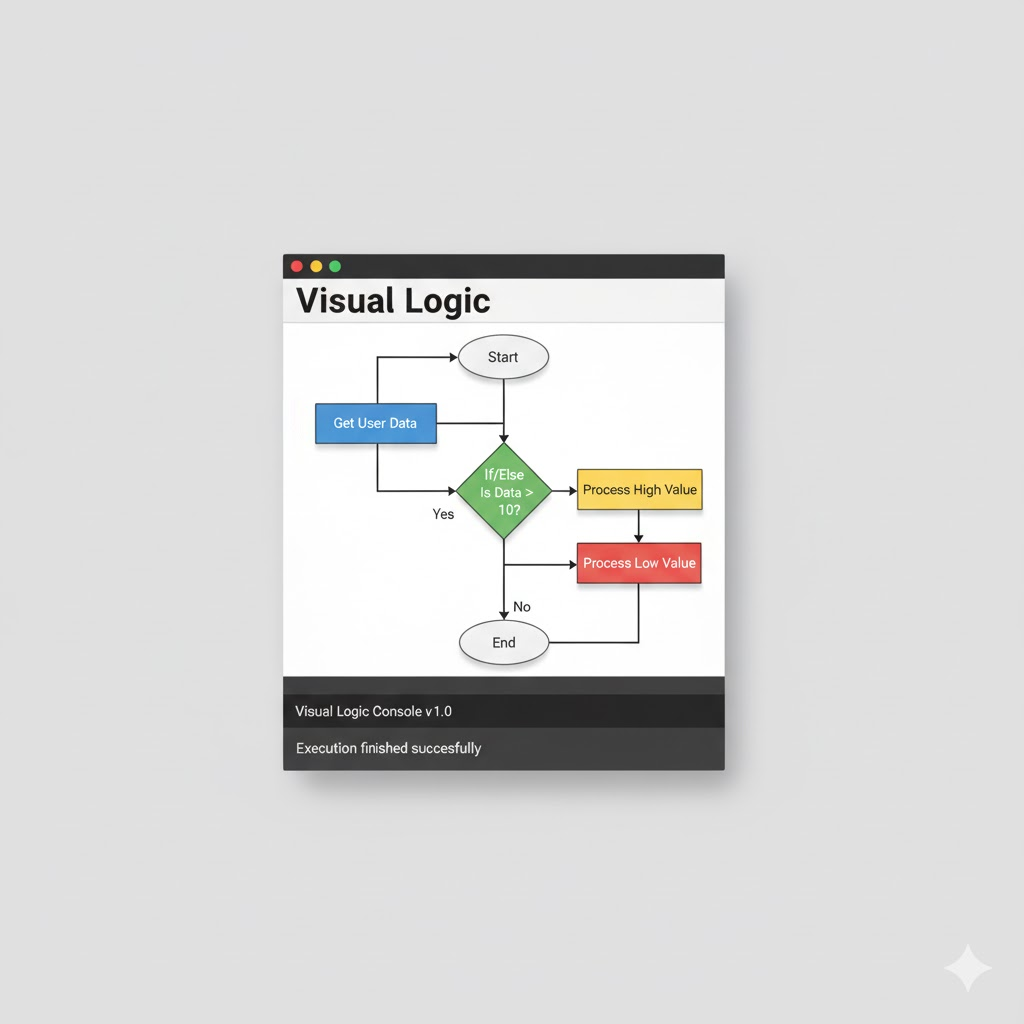 Visual Logic
Start
Get User Data
If/Else
Is Data >
10?
Process High Value
Yes
Process Low Value
No
End
Visual Logic Console v1.0
Execution finished succesfully